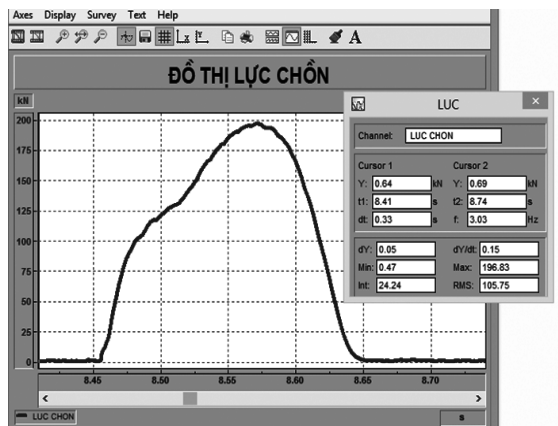 Axes Display Survey Text Help
A
ĐỒ THỊ LỰC CHỒN
kN
200
175
150
125
100
75
50
25
0
8.45 8.50 8.55 8.60 8.65 8.70
LUC CHON
s
LUC
Channel: LUC CHON
Cursor 1 Cursor 2
Y: 0.64 kN Y: 0.69 kN
t1: 8.41 s t2: 8.74 s
dt: 0.33 s f: 3.03 Hz
dY: 0.05 dY/dt: 0.15
Min: 0.47 Max: 196.83
Int: 24.24 RMS: 105.75